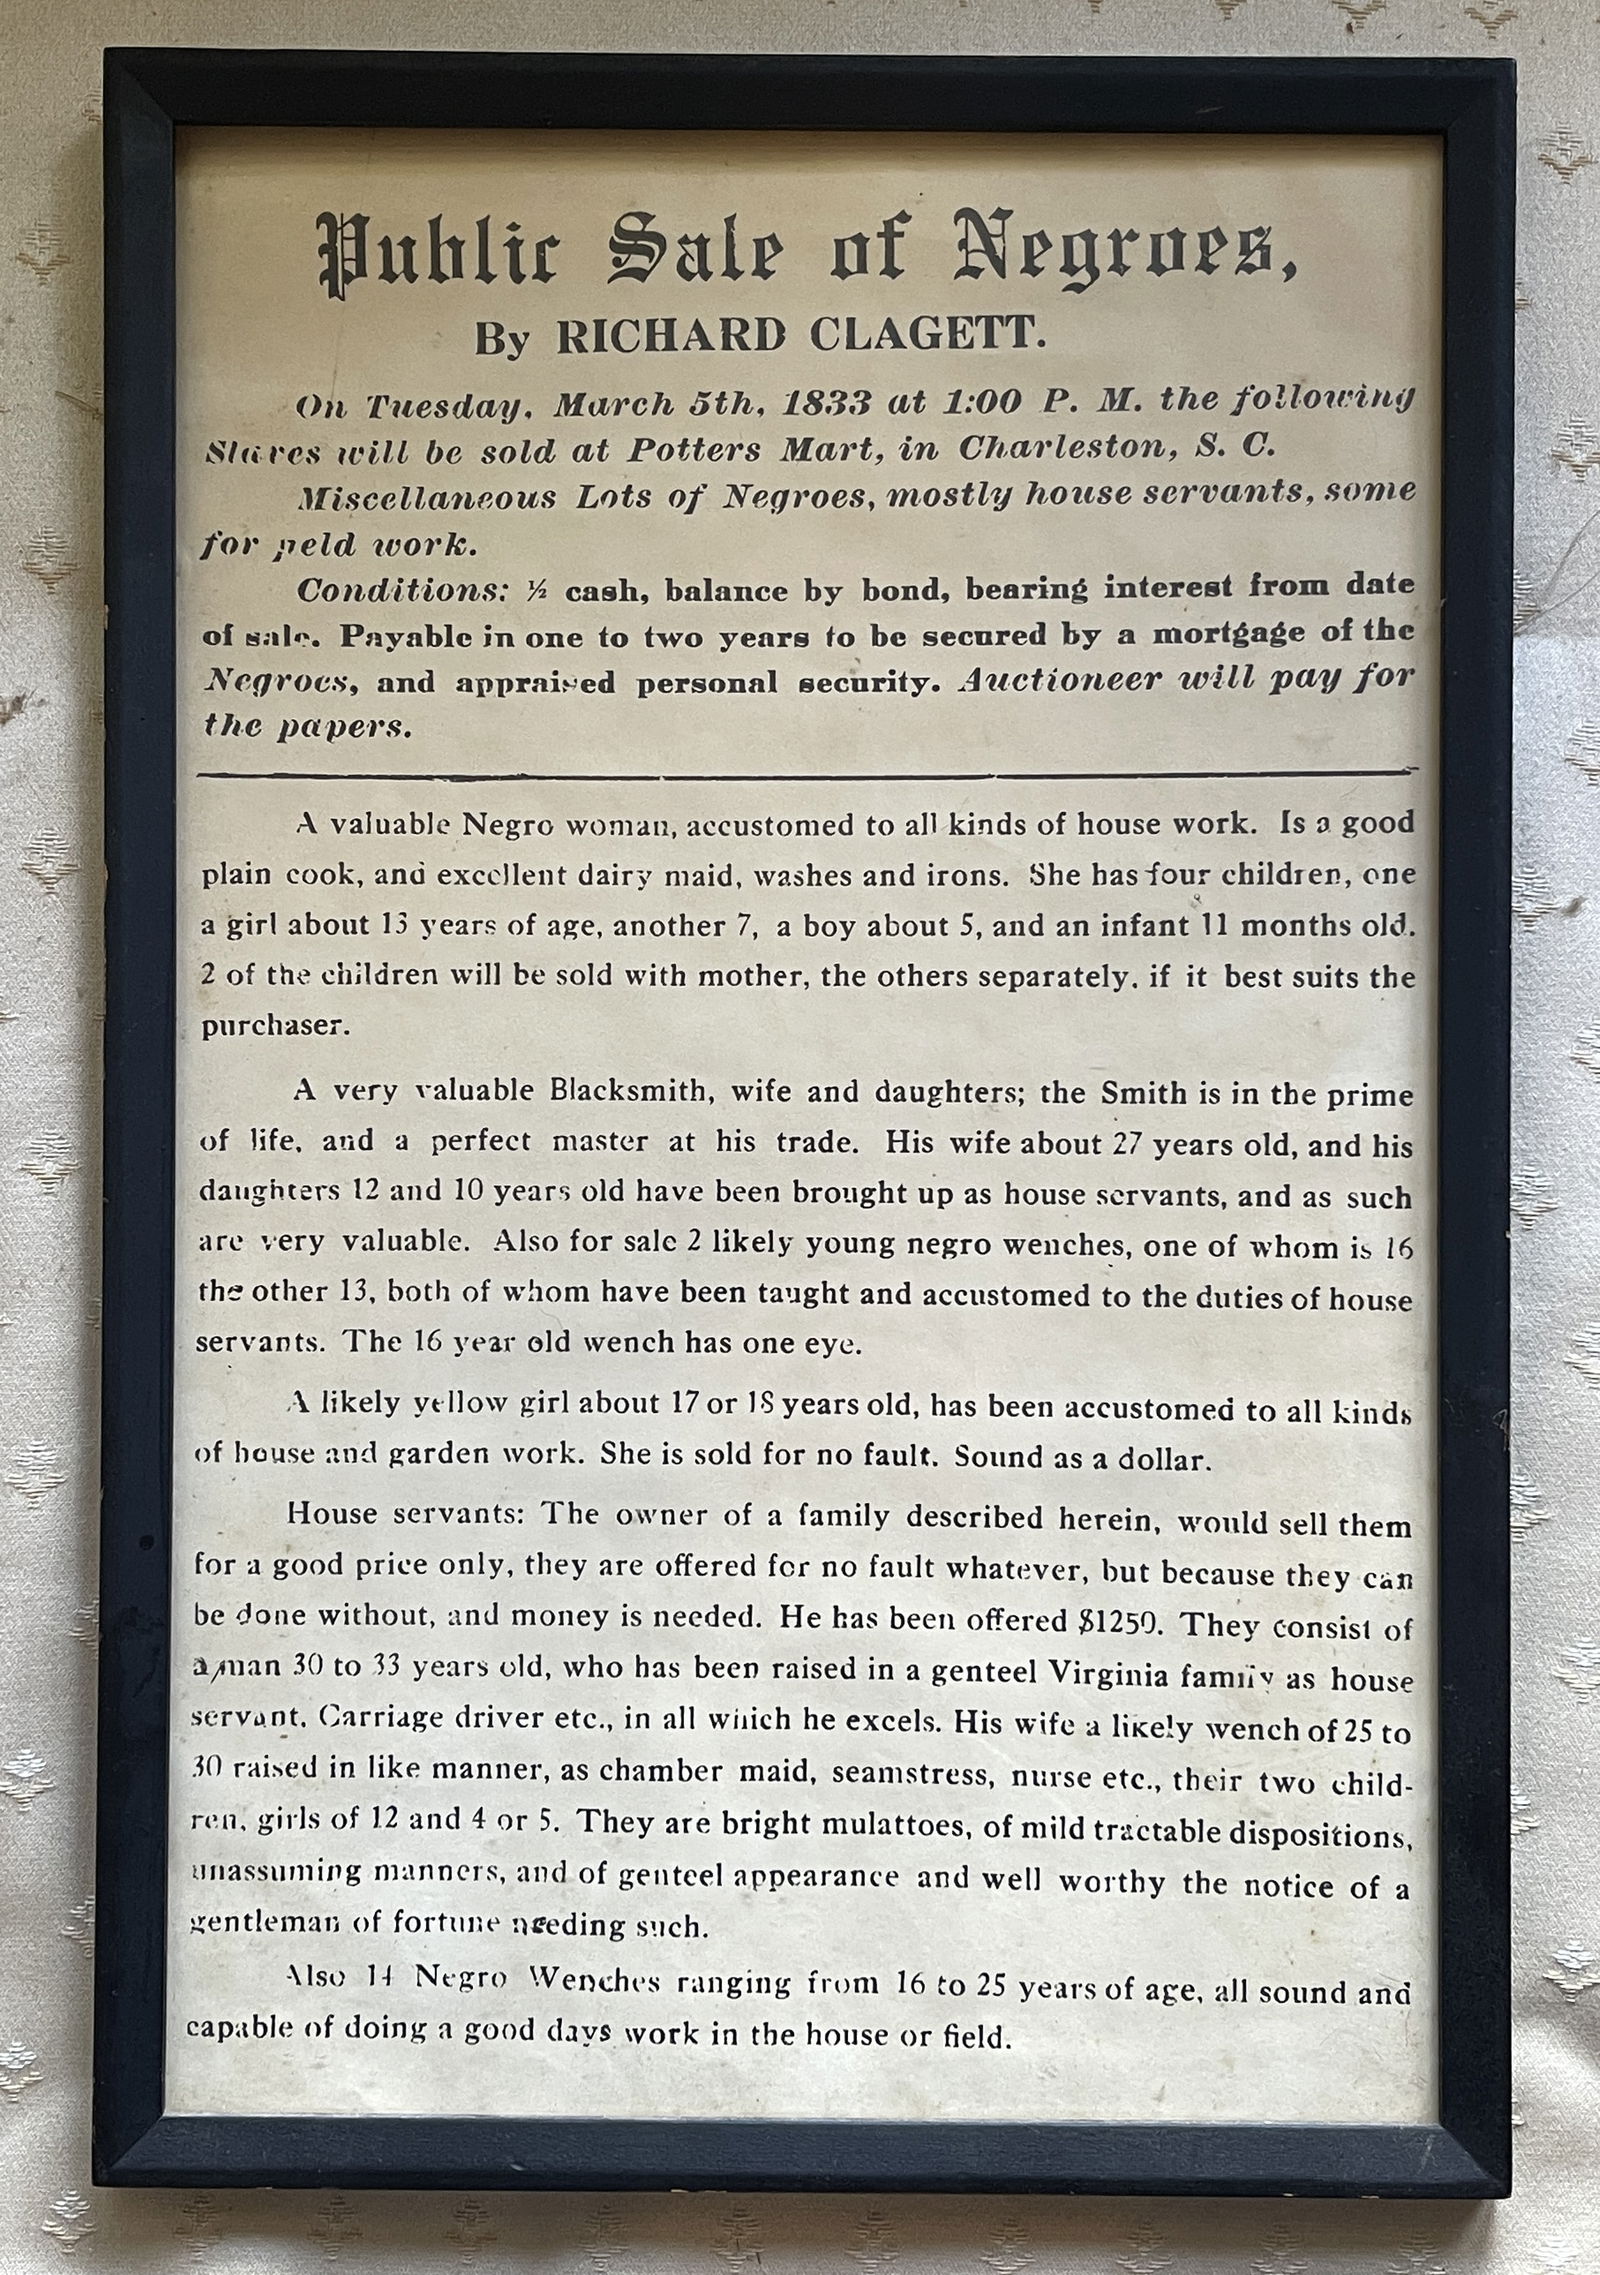 Public Sale of Negroes,
By RICHARD CLAGETT.
On Tuesday, March 5th, 1833 at 1:00 P. M. the following
Slaves will be sold at Potters Mart, in Charleston, S. C.
Miscellaneous Lots of Negroes, mostly house servants, some
for field work.
Conditions: ½ cash, balance by bond, bearing interest from date
of sale. Payable in one to two years to be secured by a mortgage of the
Negroes, and appraised personal security. Auctioneer will pay for
the papers.
A valuable Negro woman, accustomed to all kinds of house work. Is a good
plain cook, and excellent dairy maid, washes and irons. She has four children, one
a girl about 13 years of age, another 7, a boy about 5, and an infant 11 months old.
2 of the children will be sold with mother, the others separately, if it best suits the
purchaser.
A very valuable Blacksmith, wife and daughters; the Smith is in the prime
of life, and a perfect master at his trade. His wife about 27 years old, and his
daughters 12 and 10 years old have been brought up as house servants, and as such
are very valuable. Also for sale 2 likely young negro wenches, one of whom is 16
the other 13, both of whom have been taught and accustomed to the duties of house
servants. The 16 year old wench has one eye.
A likely yellow girl about 17 or 18 years old, has been accustomed to all kinds
of house and garden work. She is sold for no fault. Sound as a dollar.
House servants: The owner of a family described herein, would sell them
for a good price only, they are offered for no fault whatever, but because they can
be done without, and money is needed. He has been offered $1250. They consist of
a man 30 to 33 years old, who has been raised in a genteel Virginia family as house
servant, Carriage driver etc., in all which he excels. His wife a likely wench of 25 to
30 raised in like manner, as chamber maid, seamstress, nurse etc., their two child-
ren, girls of 12 and 4 or 5. They are bright mulattoes, of mild tractable dispositions,
unassuming manners, and of genteel appearance and well worthy the notice of a
gentleman of fortune needing such.
Also 14 Negro Wenches ranging from 16 to 25 years of age, all sound and
capable of doing a good days work in the house or field.